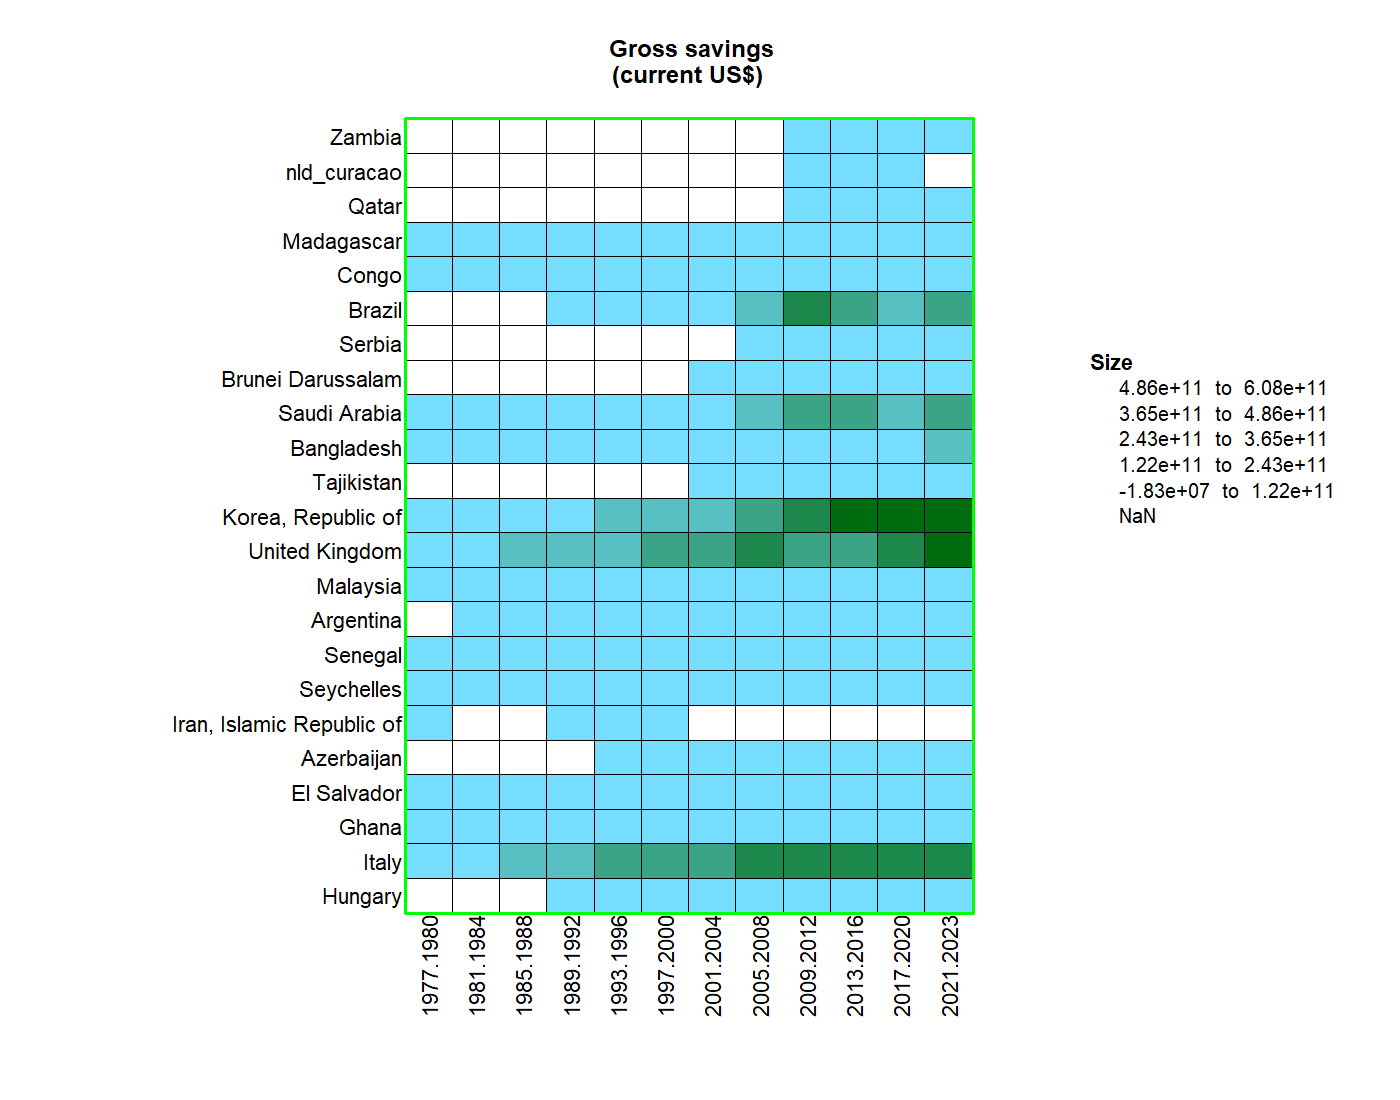 Gross savings
(current US$)
Zambia
nld_curacao
Qatar
Madagascar
Congo
Brazil
Serbia
Brunei Darussalam
Saudi Arabia
Bangladesh
Tajikistan
Korea, Republic of
United Kingdom
Malaysia
Argentina
Senegal
Seychelles
Iran, Islamic Republic of
Azerbaijan
El Salvador
Ghana
Italy
Hungary
1977.1980
1981.1984
1985.1988
1989.1992
1993.1996
1997.2000
2001.2004
2005.2008
2009.2012
2013.2016
2017.2020
2021.2023
Size
4.86e+11 to 6.08e+11
3.65e+11 to 4.86e+11
2.43e+11 to 3.65e+11
1.22e+11 to 2.43e+11
-1.83e+07 to 1.22e+11
NaN